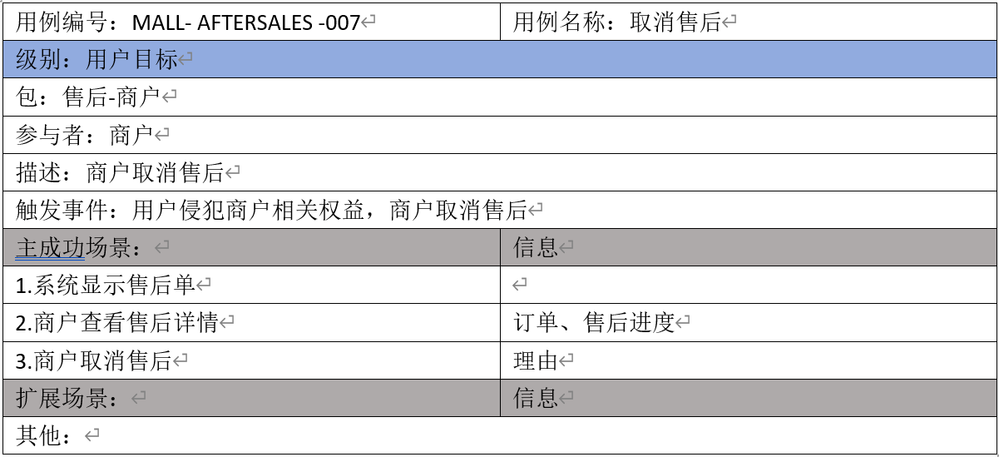 用例编号：MALL- AFTERSALES -007 用例名称：取消售后
级别：用户目标
包：售后-商户
参与者：商户
描述：商户取消售后
触发事件：用户侵犯商户相关权益，商户取消售后
主成功场景： 信息
1.系统显示售后单
2.商户查看售后详情 订单、售后进度
3.商户取消售后 理由
扩展场景： 信息
其他：